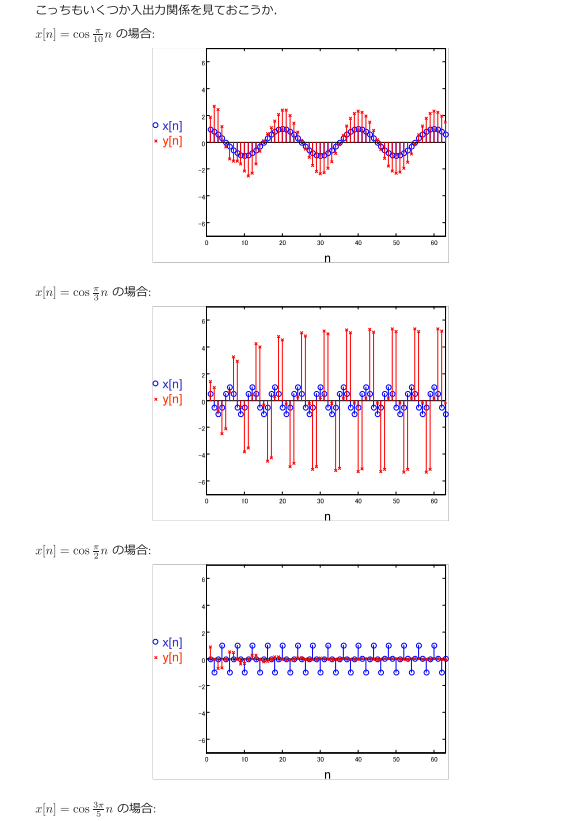 こっちもいくつか入出力関係を見ておこうか.
x[n] = cos π/10 n の場合:
6
4
2
0
−2
−4
−6
x[n]
y[n]
0 10 20 30 40 50 60
n
x[n] = cos π/3 n の場合:
6
4
2
0
−2
−4
−6
x[n]
y[n]
0 10 20 30 40 50 60
n
x[n] = cos π/2 n の場合:
6
4
2
0
−2
−4
−6
x[n]
y[n]
0 10 20 30 40 50 60
n
x[n] = cos 3π/5 n の場合: